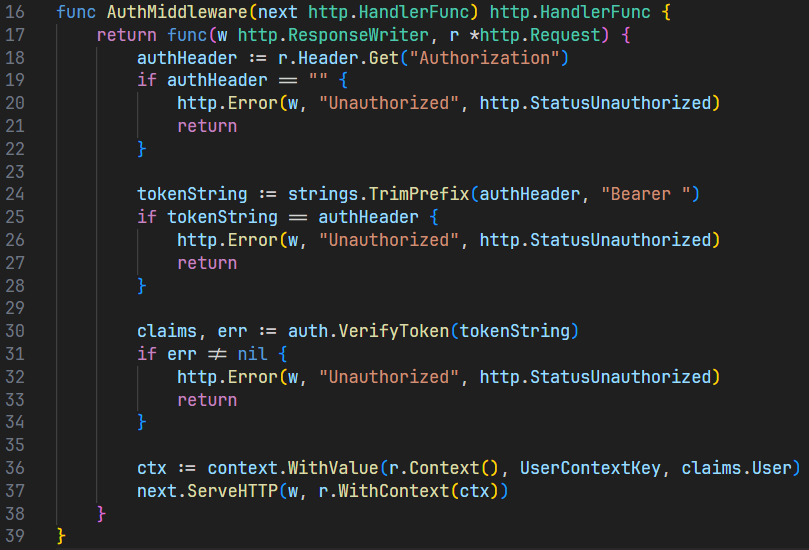 16 func AuthMiddleware(next http.HandlerFunc) http.HandlerFunc {
17     return func(w http.ResponseWriter, r *http.Request) {
18         authHeader := r.Header.Get("Authorization")
19         if authHeader == "" {
20             http.Error(w, "Unauthorized", http.StatusUnauthorized)
21             return
22         }
23
24         tokenString := strings.TrimPrefix(authHeader, "Bearer ")
25         if tokenString == authHeader {
26             http.Error(w, "Unauthorized", http.StatusUnauthorized)
27             return
28         }
29
30         claims, err := auth.VerifyToken(tokenString)
31         if err != nil {
32             http.Error(w, "Unauthorized", http.StatusUnauthorized)
33             return
34         }
35
36         ctx := context.WithValue(r.Context(), UserContextKey, claims.User)
37         next.ServeHTTP(w, r.WithContext(ctx))
38     }
39 }